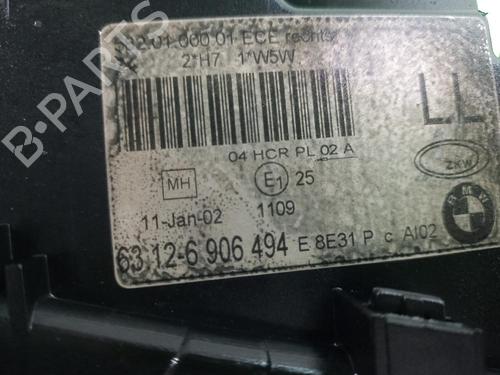 2 01 000 01 ECE rechts
2*H7 1*W5W
LL
04 HCR PL 02 A
ZKW
MH E1 25
11-Jan-02 1109
BMW
63 12-6 906 494 E 8E31 P c AI02
B-PARTS